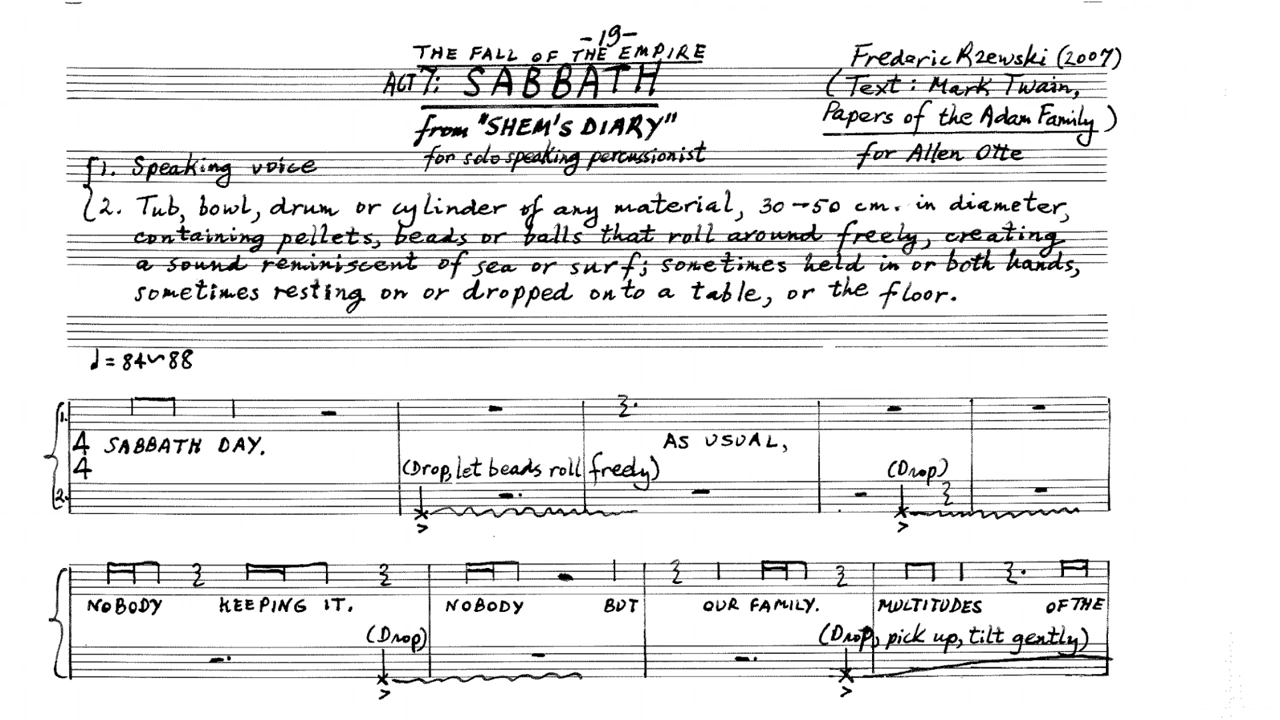 -19-
THE FALL OF THE EMPIRE
ACT 7: SABBATH
from "SHEM'S DIARY"
for solo speaking percussionist
Frederic Rzewski (2007)
(Text: Mark Twain,
Papers of the Adam Family)
for Allen Otte
1. Speaking voice
2. Tub, bowl, drum or cylinder of any material, 30-50 cm. in diameter,
containing pellets, beads or balls that roll around freely, creating
a sound reminiscent of sea or surf; sometimes held in or both hands,
sometimes resting on or dropped onto a table, or the floor.
♩ = 84~88
1.
4/4 SABBATH DAY. AS USUAL,
(Drop, let beads roll freely) (Drop)
2.
NOBODY KEEPING IT. NOBODY BUT OUR FAMILY. MULTITUDES OF THE
(Drop) (Drop, pick up, tilt gently)